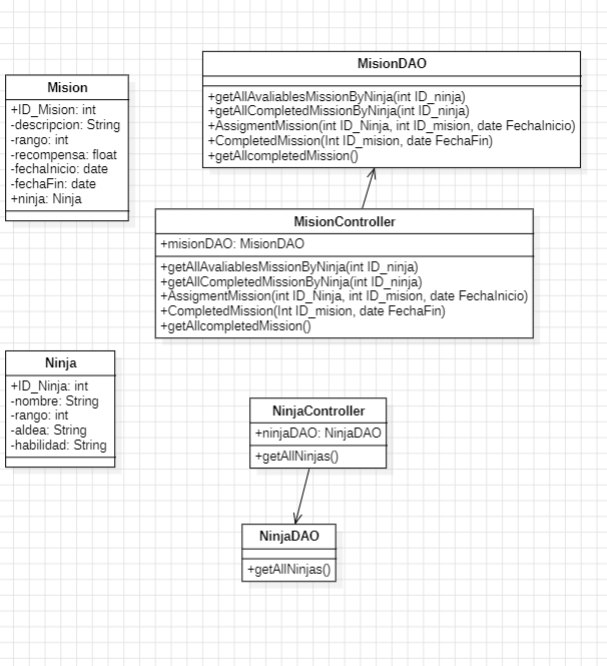 MisionDAO
+getAllAvaliablesMissionByNinja(int ID_ninja)
+getAllCompletedMissionByNinja(int ID_ninja)
+AssigmentMission(int ID_Ninja, int ID_mision, date FechaInicio)
+CompletedMission(Int ID_mision, date FechaFin)
+getAllcompletedMission()
Mision
+ID_Mision: int
-descripcion: String
-rango: int
-recompensa: float
-fechaInicio: date
-fechaFin: date
+ninja: Ninja
MisionController
+misionDAO: MisionDAO
+getAllAvaliablesMissionByNinja(int ID_ninja)
+getAllCompletedMissionByNinja(int ID_ninja)
+AssigmentMission(int ID_Ninja, int ID_mision, date FechaInicio)
+CompletedMission(Int ID_mision, date FechaFin)
+getAllcompletedMission()
Ninja
+ID_Ninja: int
-nombre: String
-rango: int
-aldea: String
-habilidad: String
NinjaController
+ninjaDAO: NinjaDAO
+getAllNinjas()
NinjaDAO
+getAllNinjas()